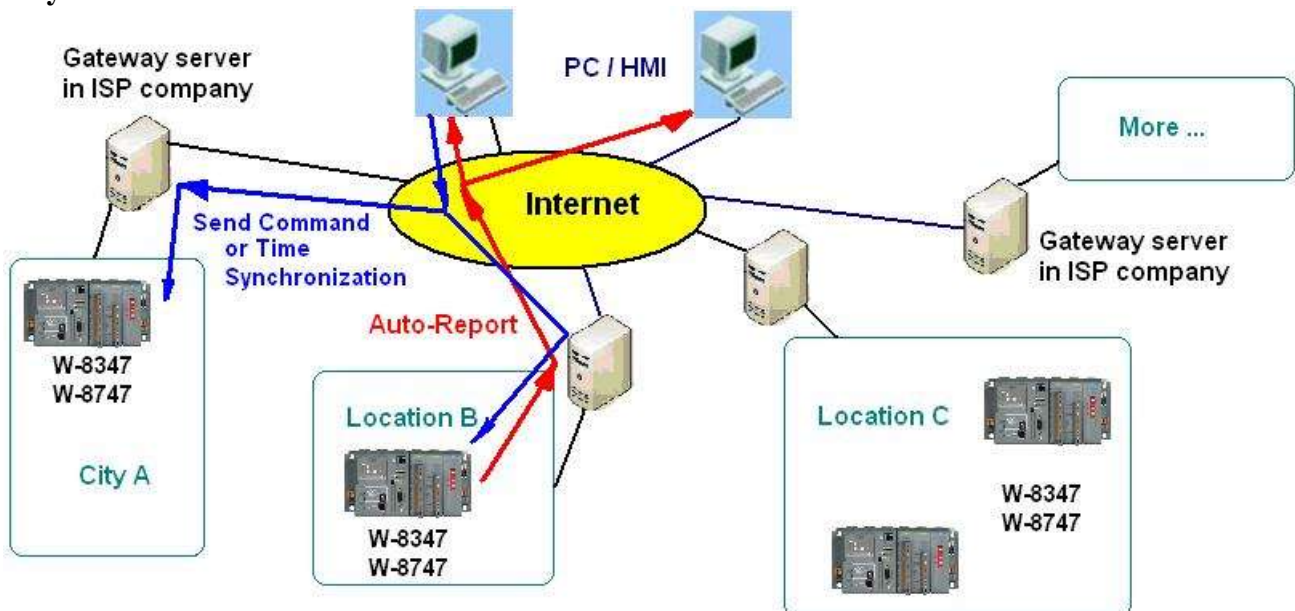 Gateway server
in ISP company
PC / HMI
More ...
Internet
Send Command
or Time
Synchronization
Gateway server
in ISP company
Auto-Report
W-8347
W-8747
City A
Location B
W-8347
W-8747
Location C
W-8347
W-8747